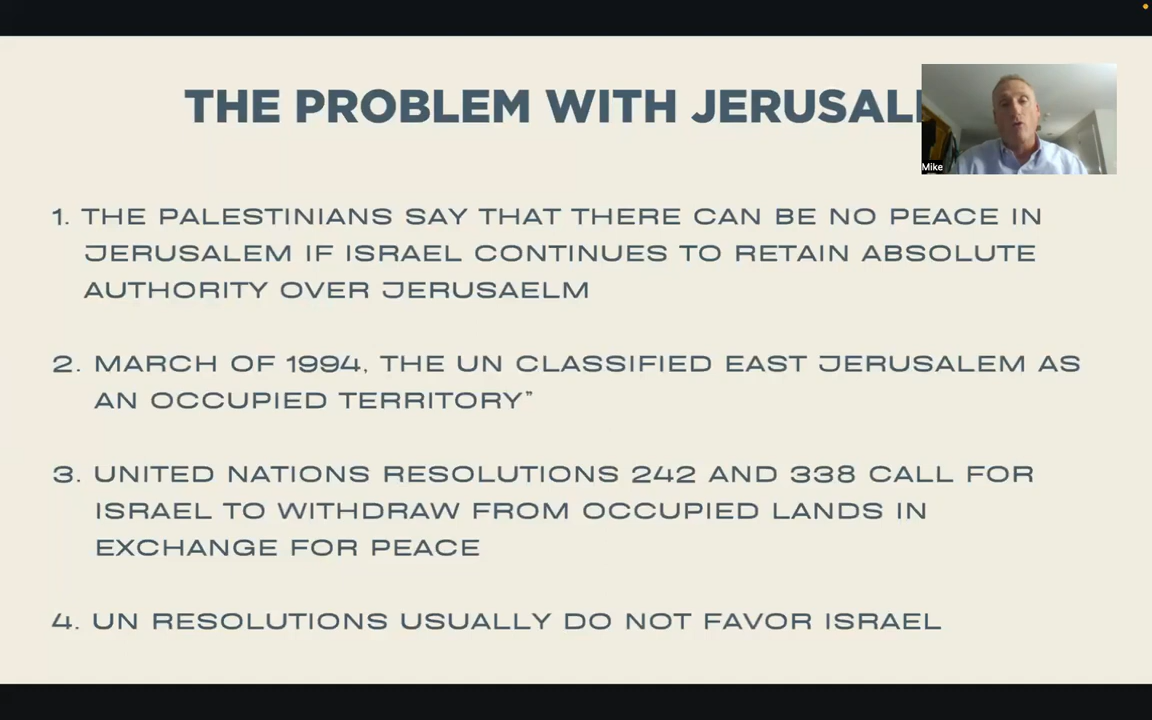 THE PROBLEM WITH
Mike
1. THE PALESTINIANS SAY THAT THERE CAN BE NO PEACE IN
JERUSALEM IF ISRAEL CONTINUES TO RETAIN ABSOLUTE
AUTHORITY OVER JERUSAELM
2. MARCH OF 1994, THE UN CLASSIFIED EAST JERUSALEM AS
AN OCCUPIED TERRITORY"
3. UNITED NATIONS RESOLUTIONS 242 AND 338 CALL FOR
ISRAEL TO WITHDRAW FROM OCCUPIED LANDS IN
EXCHANGE FOR PEACE
4. UN RESOLUTIONS USUALLY DO NOT FAVOR ISRAEL